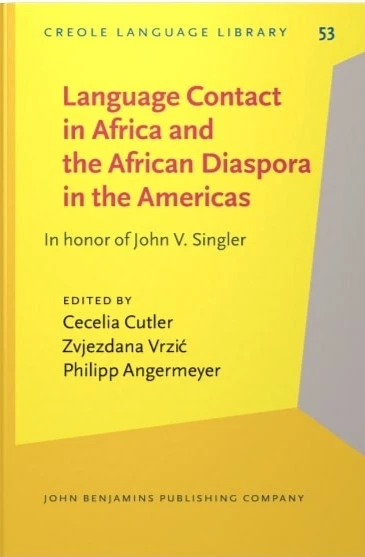 CREOLE LANGUAGE LIBRARY 53
Language Contact
in Africa and
the African Diaspora
in the Americas
In honor of John V. Singler
EDITED BY
Cecelia Cutler
Zvjezdana Vrzić
Philipp Angermeyer
JOHN BENJAMINS PUBLISHING COMPANY